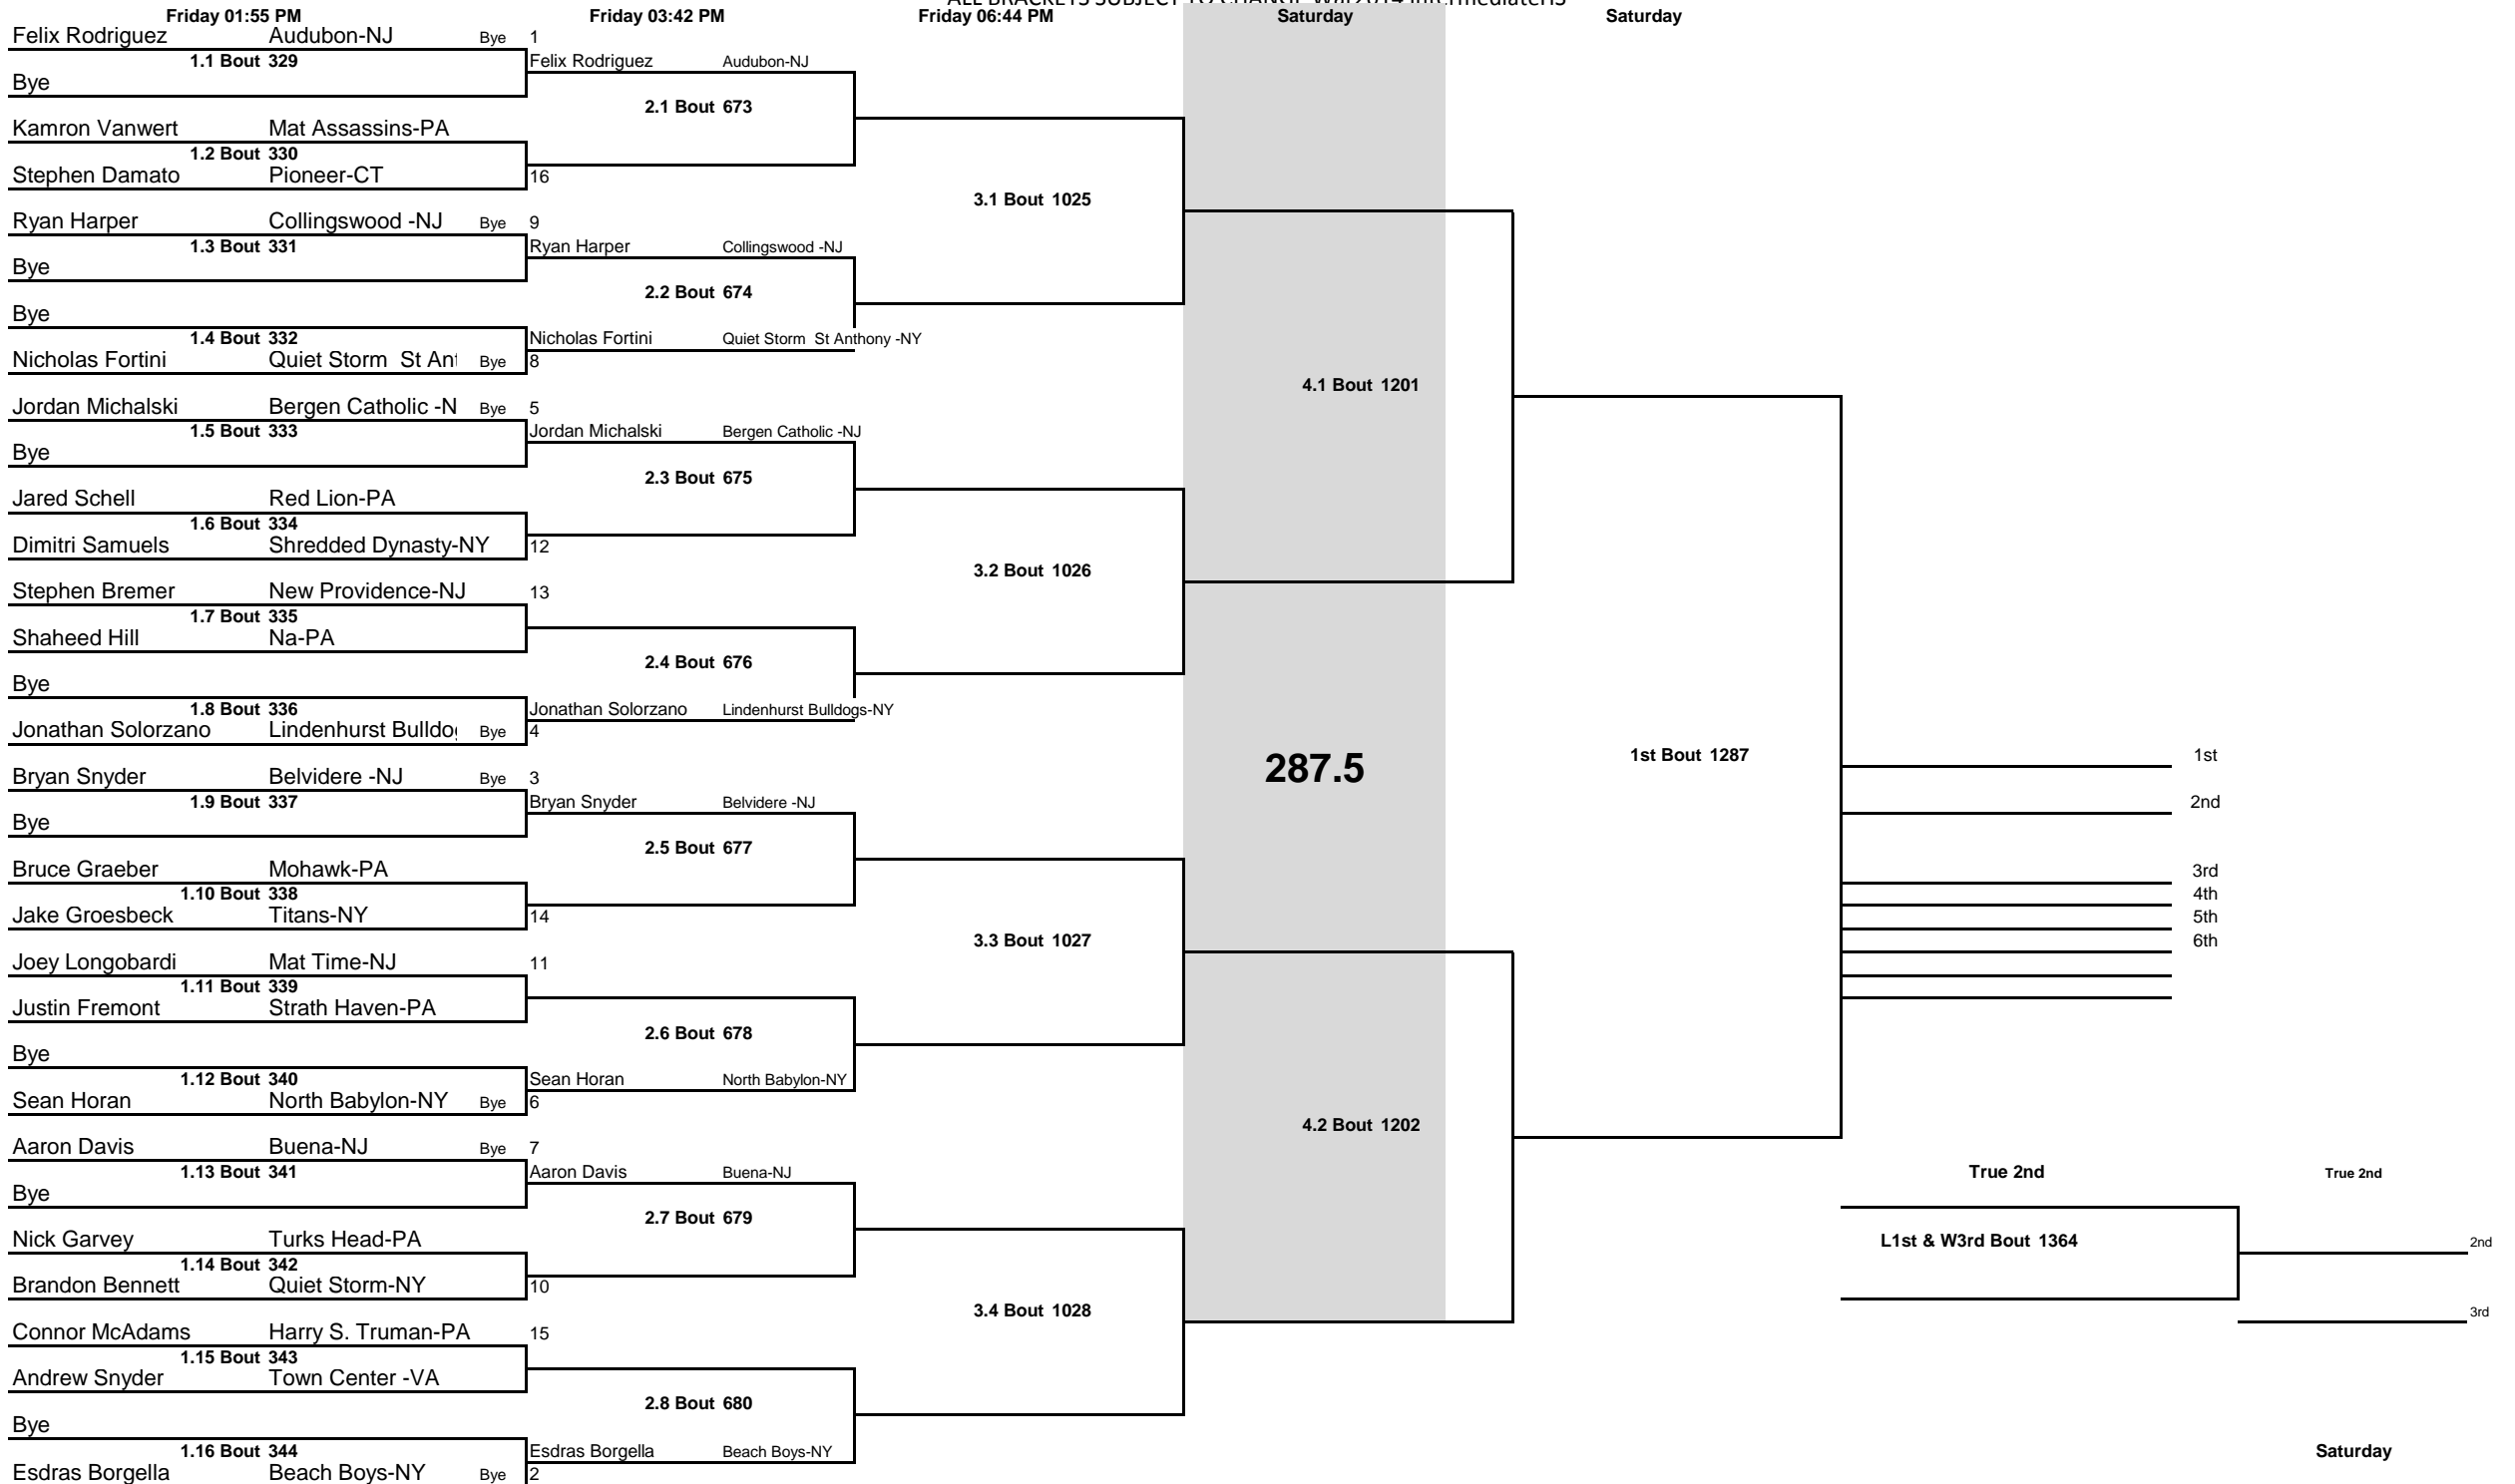 ALL BRACKETS SUBJECT TO CHANGE
Friday 01:55 PM Friday 03:42 PM Friday 06:44 PM Saturday Saturday
Felix Rodriguez Audubon-NJ Bye 1
1.1 Bout 329 Felix Rodriguez Audubon-NJ
Bye
2.1 Bout 673
Kamron Vanwert Mat Assassins-PA
1.2 Bout 330
Stephen Damato Pioneer-CT 16
3.1 Bout 1025
Ryan Harper Collingswood -NJ Bye 9
1.3 Bout 331 Ryan Harper Collingswood -NJ
Bye
2.2 Bout 674
Bye
1.4 Bout 332 Nicholas Fortini Quiet Storm St Anthony -NY
Nicholas Fortini Quiet Storm St Ant Bye 8
4.1 Bout 1201
Jordan Michalski Bergen Catholic -N Bye 5
1.5 Bout 333 Jordan Michalski Bergen Catholic -NJ
Bye
2.3 Bout 675
Jared Schell Red Lion-PA
1.6 Bout 334
Dimitri Samuels Shredded Dynasty-NY 12
3.2 Bout 1026
Stephen Bremer New Providence-NJ 13
1.7 Bout 335
Shaheed Hill Na-PA
2.4 Bout 676
Bye
1.8 Bout 336 Jonathan Solorzano Lindenhurst Bulldogs-NY
Jonathan Solorzano Lindenhurst Bulldog Bye 4
287.5 1st Bout 1287 1st
Bryan Snyder Belvidere -NJ Bye 3
1.9 Bout 337 Bryan Snyder Belvidere -NJ 2nd
Bye
2.5 Bout 677
Bruce Graeber Mohawk-PA 3rd
1.10 Bout 338 4th
Jake Groesbeck Titans-NY 14 5th
3.3 Bout 1027 6th
Joey Longobardi Mat Time-NJ 11
1.11 Bout 339
Justin Fremont Strath Haven-PA
2.6 Bout 678
Bye
1.12 Bout 340 Sean Horan North Babylon-NY
Sean Horan North Babylon-NY Bye 6
4.2 Bout 1202
Aaron Davis Buena-NJ Bye 7
1.13 Bout 341 Aaron Davis Buena-NJ True 2nd True 2nd
Bye
2.7 Bout 679
Nick Garvey Turks Head-PA L1st & W3rd Bout 1364 2nd
1.14 Bout 342
Brandon Bennett Quiet Storm-NY 10
3.4 Bout 1028 3rd
Connor McAdams Harry S. Truman-PA 15
1.15 Bout 343
Andrew Snyder Town Center -VA
2.8 Bout 680
Bye
1.16 Bout 344 Esdras Borgella Beach Boys-NY Saturday
Esdras Borgella Beach Boys-NY Bye 2